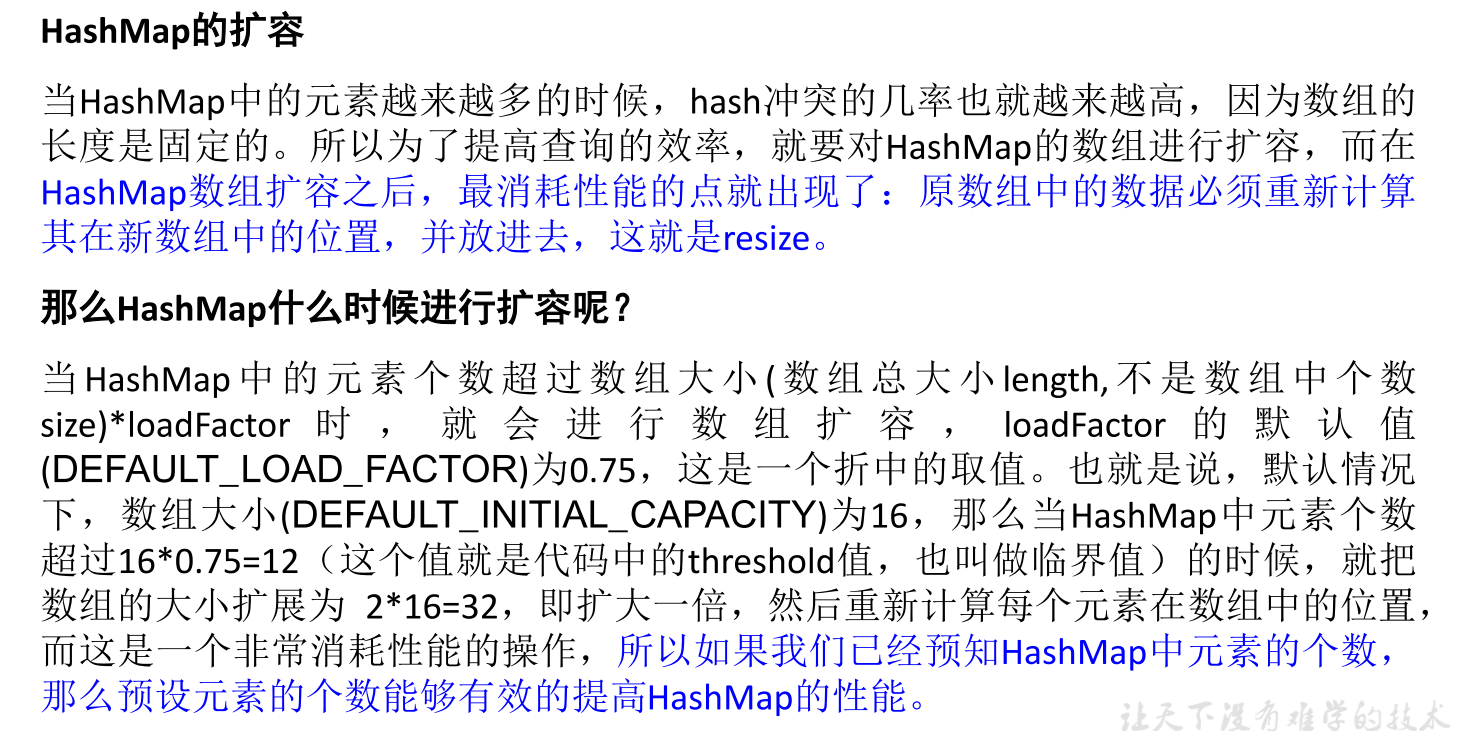 HashMap的扩容
当HashMap中的元素越来越多的时候，hash冲突的几率也就越来越高，因为数组的
长度是固定的。所以为了提高查询的效率，就要对HashMap的数组进行扩容，而在
HashMap数组扩容之后，最消耗性能的点就出现了：原数组中的数据必须重新计算
其在新数组中的位置，并放进去，这就是resize。
那么HashMap什么时候进行扩容呢？
当HashMap中的元素个数超过数组大小(数组总大小length,不是数组中个数
size)*loadFactor时，就会进行数组扩容，loadFactor的默认值
(DEFAULT_LOAD_FACTOR)为0.75，这是一个折中的取值。也就是说，默认情况
下，数组大小(DEFAULT_INITIAL_CAPACITY)为16，那么当HashMap中元素个数
超过16*0.75=12（这个值就是代码中的threshold值，也叫做临界值）的时候，就把
数组的大小扩展为 2*16=32，即扩大一倍，然后重新计算每个元素在数组中的位置，
而这是一个非常消耗性能的操作，所以如果我们已经预知HashMap中元素的个数，
那么预设元素的个数能够有效的提高HashMap的性能。
让天下没有难学的技术